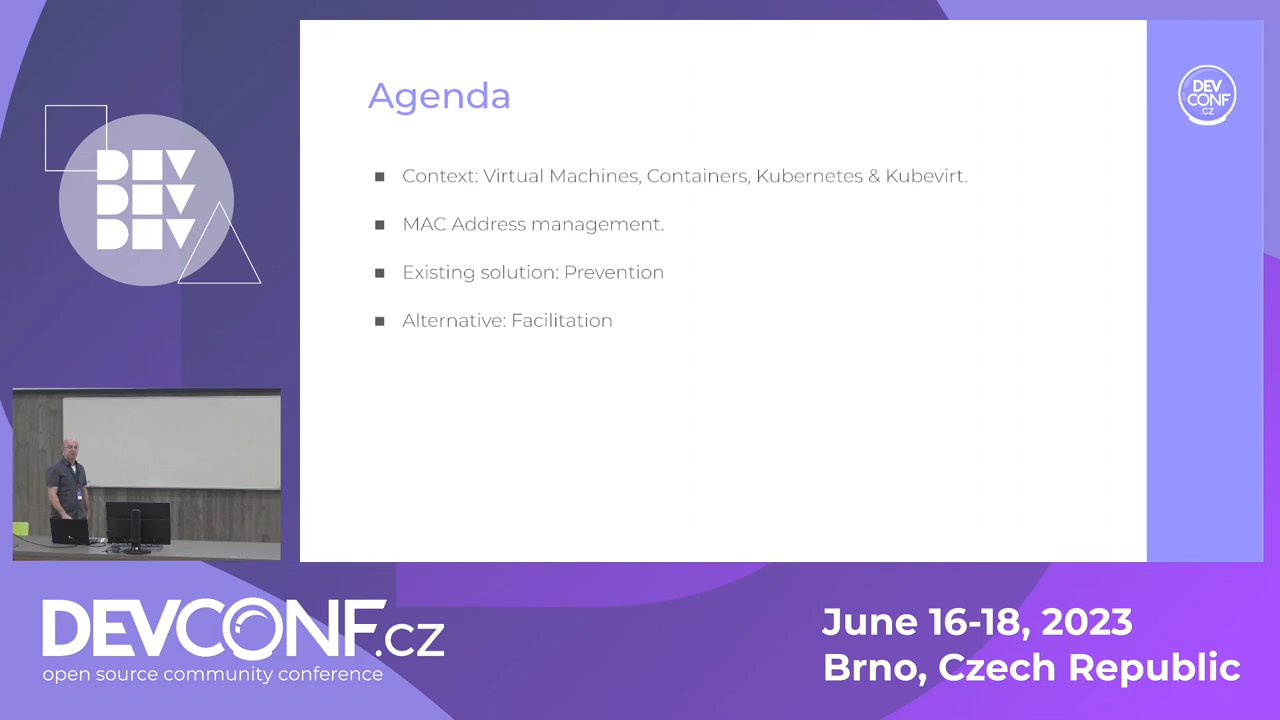 Agenda
DEV
CONF
.CZ
Context: Virtual Machines, Containers, Kubernetes & Kubevirt.
MAC Address management.
Existing solution: Prevention
Alternative: Facilitation
DEV
DEV
DEV
DEVCONF.cz
open source community conference
June 16-18, 2023
Brno, Czech Republic